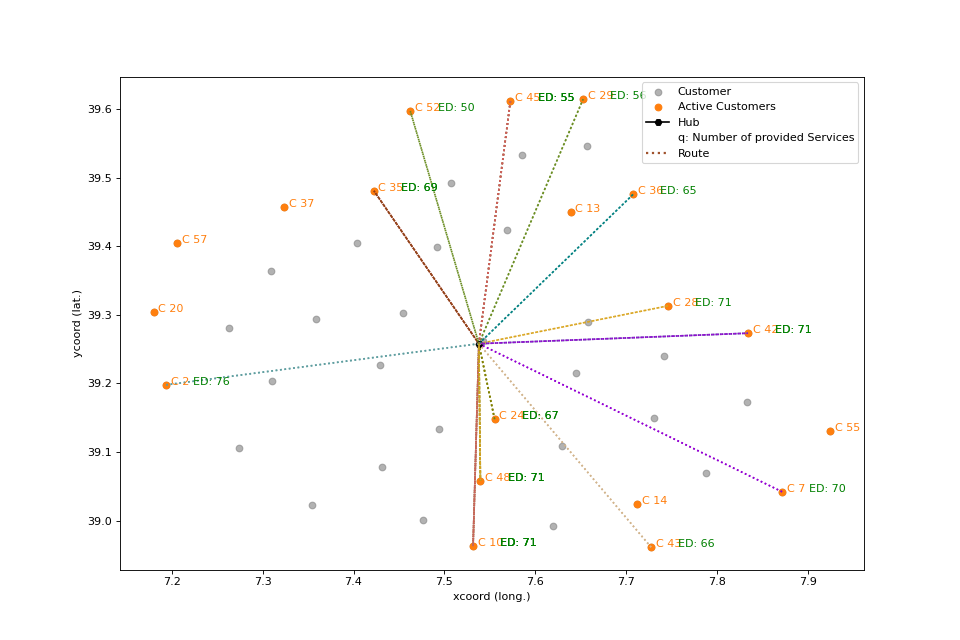 Customer
Active Customers
Hub
q: Number of provided Services
Route
C 52 ED: 50
C 45 ED: 55
C 29 ED: 56
C 35 ED: 69
C 36 ED: 65
C 37
C 13
C 57
C 20
C 28 ED: 71
C 42 ED: 71
C 2 ED: 76
C 24 ED: 67
C 55
C 48 ED: 71
C 7 ED: 70
C 14
C 10 ED: 71
C 43 ED: 66
39.6
39.5
39.4
39.3
39.2
39.1
39.0
ycoord (lat.)
7.2 7.3 7.4 7.5 7.6 7.7 7.8 7.9
xcoord (long.)